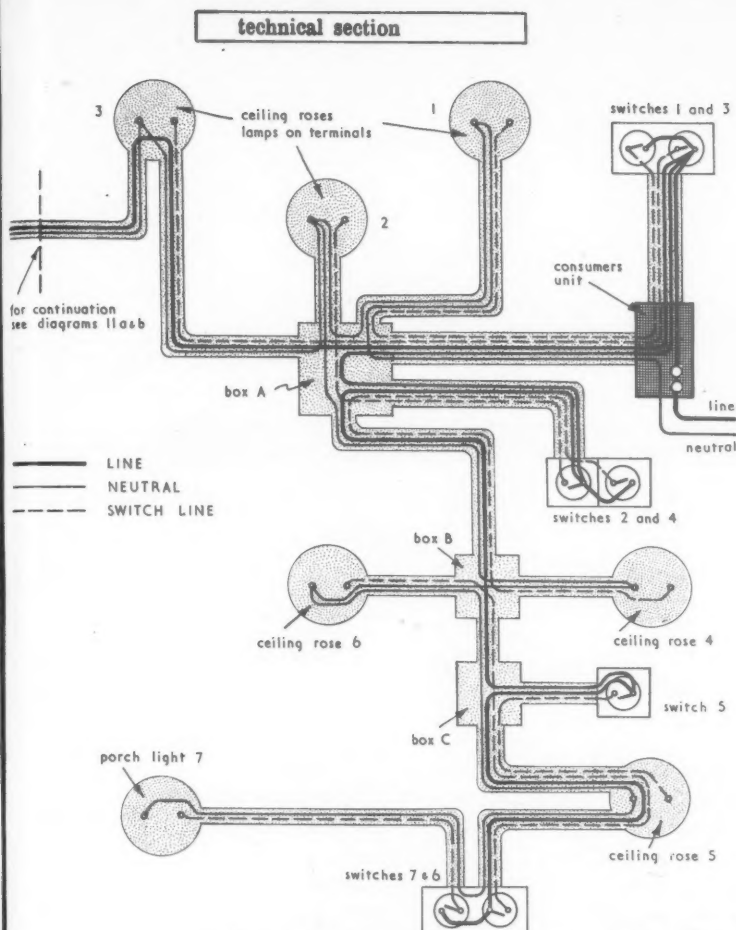 technical section
3
ceiling roses
lamps on terminals
1
switches 1 and 3
2
for continuation
see diagrams 11a&b
consumers
unit
box A
line
neutral
LINE
NEUTRAL
SWITCH LINE
switches 2 and 4
box B
ceiling rose 6
ceiling rose 4
switch 5
box C
porch light 7
ceiling rose 5
switches 7 & 6